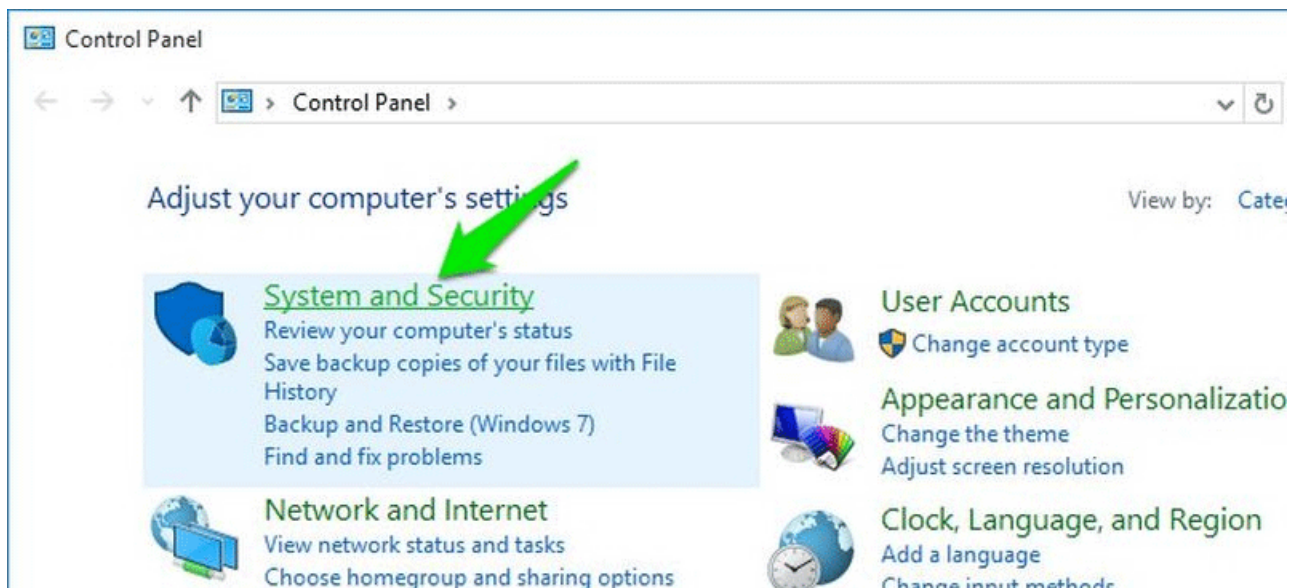 Control Panel
Control Panel
Adjust your computer's settings
View by:
System and Security
Review your computer's status
Save backup copies of your files with File
History
Backup and Restore (Windows 7)
Find and fix problems
Network and Internet
View network status and tasks
Choose homegroup and sharing options
User Accounts
Change account type
Appearance and
Change the theme
Adjust screen resolution
Clock, Language, and Region
Add a language
Change input methods